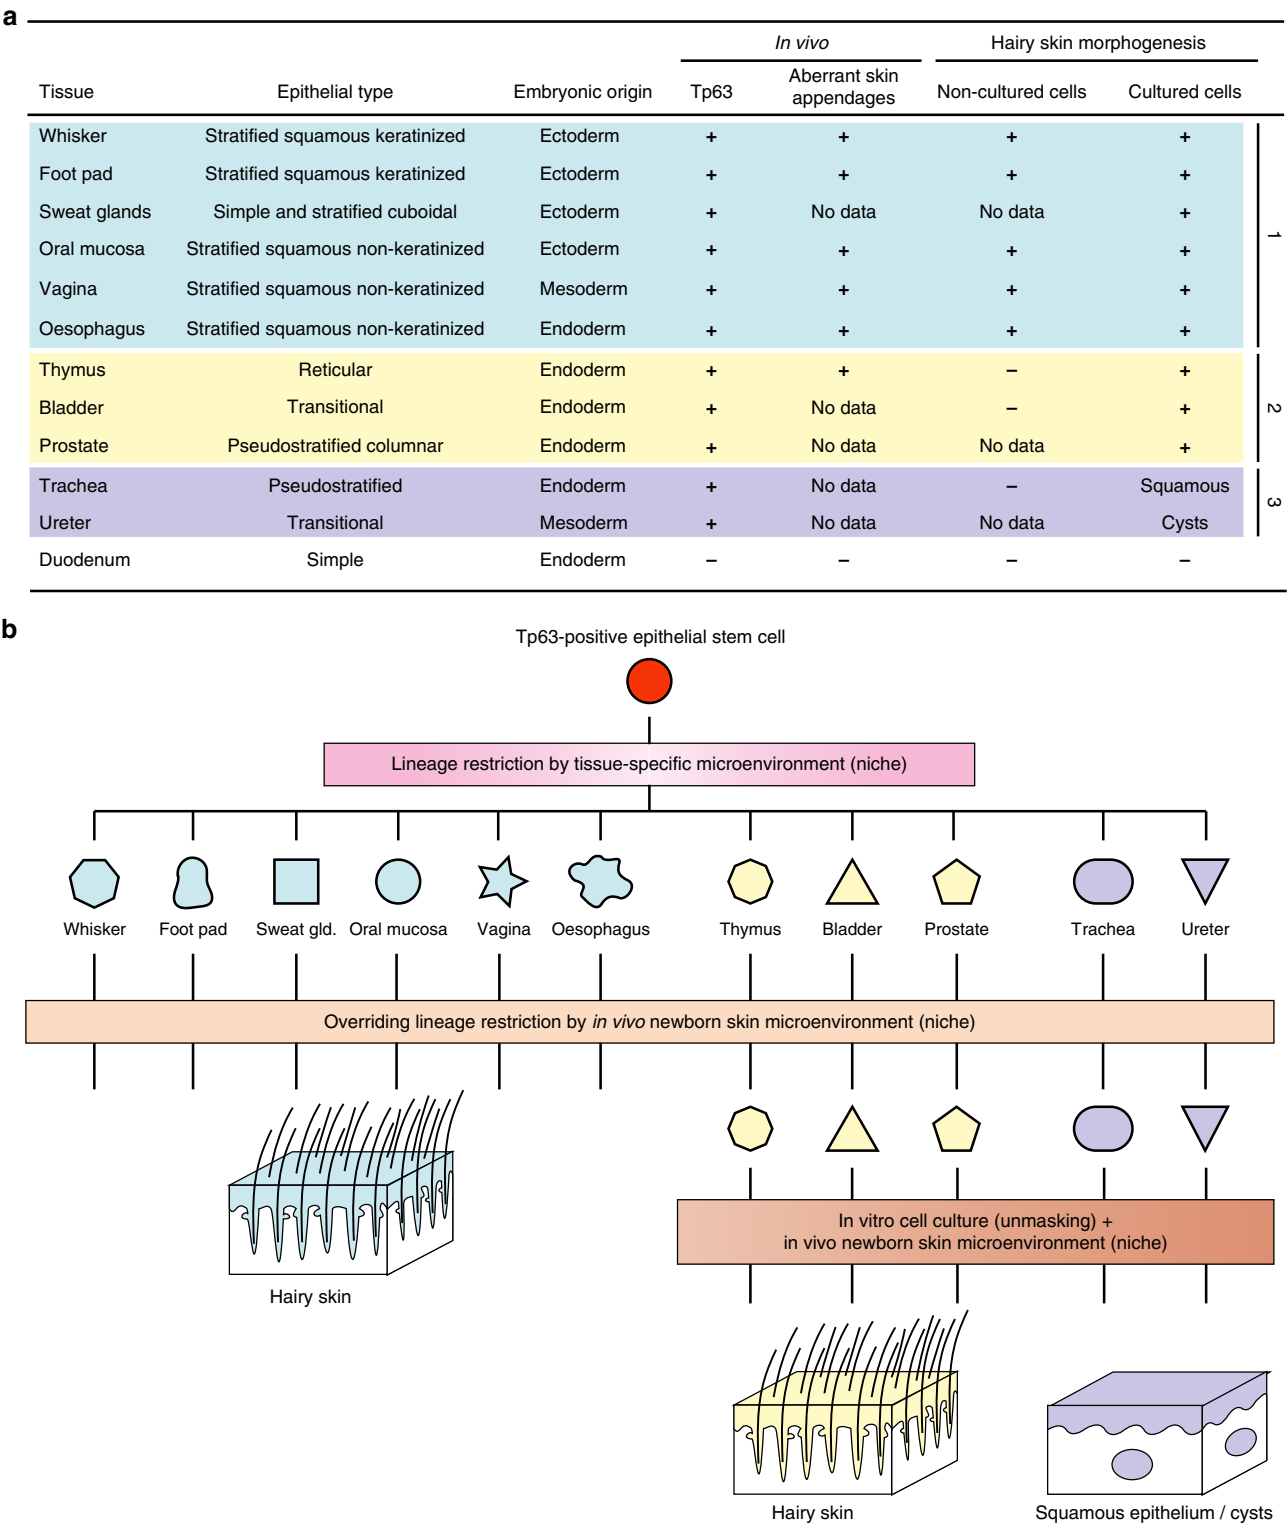 a
In vivo
Hairy skin morphogenesis
Tissue Epithelial type Embryonic origin Tp63 Aberrant skin appendages Non-cultured cells Cultured cells
Whisker Stratified squamous keratinized Ectoderm + + + +
Foot pad Stratified squamous keratinized Ectoderm + + + +
Sweat glands Simple and stratified cuboidal Ectoderm + No data No data +
Oral mucosa Stratified squamous non-keratinized Ectoderm + + + +
Vagina Stratified squamous non-keratinized Mesoderm + + + +
Oesophagus Stratified squamous non-keratinized Endoderm + + + +
1
Thymus Reticular Endoderm + + – +
Bladder Transitional Endoderm + No data – +
Prostate Pseudostratified columnar Endoderm + No data No data +
2
Trachea Pseudostratified Endoderm + No data – Squamous
Ureter Transitional Mesoderm + No data No data Cysts
3
Duodenum Simple Endoderm – – – –
b
Tp63-positive epithelial stem cell
Lineage restriction by tissue-specific microenvironment (niche)
Whisker Foot pad Sweat gld. Oral mucosa Vagina Oesophagus Thymus Bladder Prostate Trachea Ureter
Overriding lineage restriction by in vivo newborn skin microenvironment (niche)
In vitro cell culture (unmasking) +
in vivo newborn skin microenvironment (niche)
Hairy skin
Hairy skin
Squamous epithelium / cysts